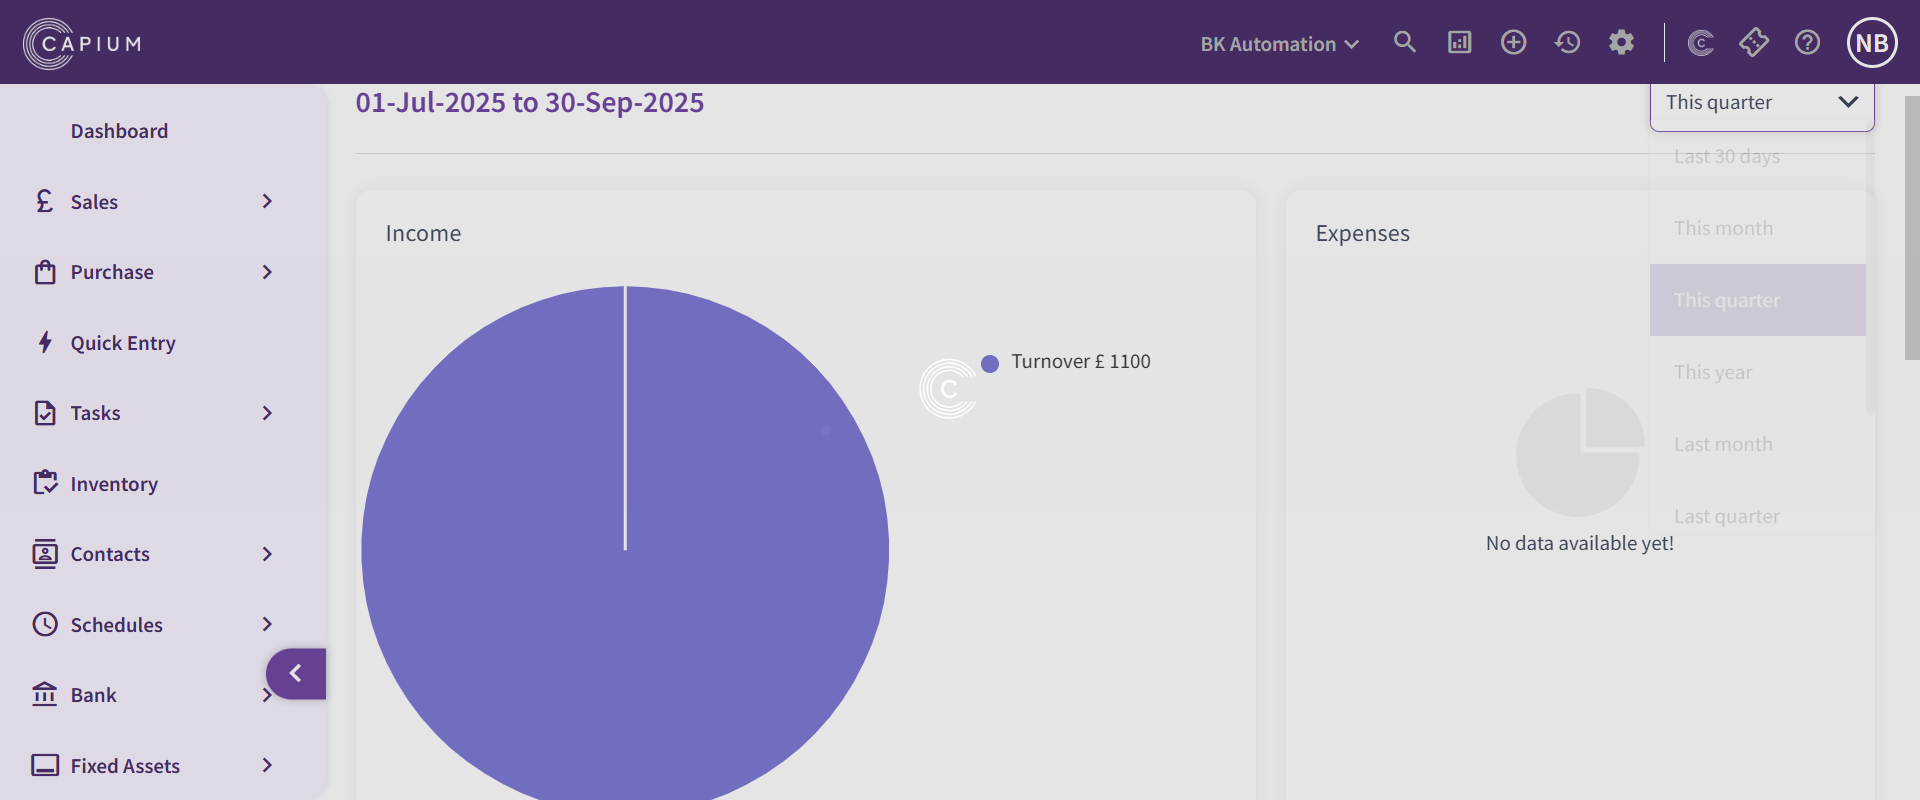 CAPIUM
BK Automation
NB
Dashboard
Sales
Purchase
Quick Entry
Tasks
Inventory
Contacts
Schedules
Bank
Fixed Assets
01-Jul-2025 to 30-Sep-2025
This quarter
Last 30 days
This month
This quarter
This year
Last month
Last quarter
Income
Turnover £ 1100
C
Expenses
No data available yet!